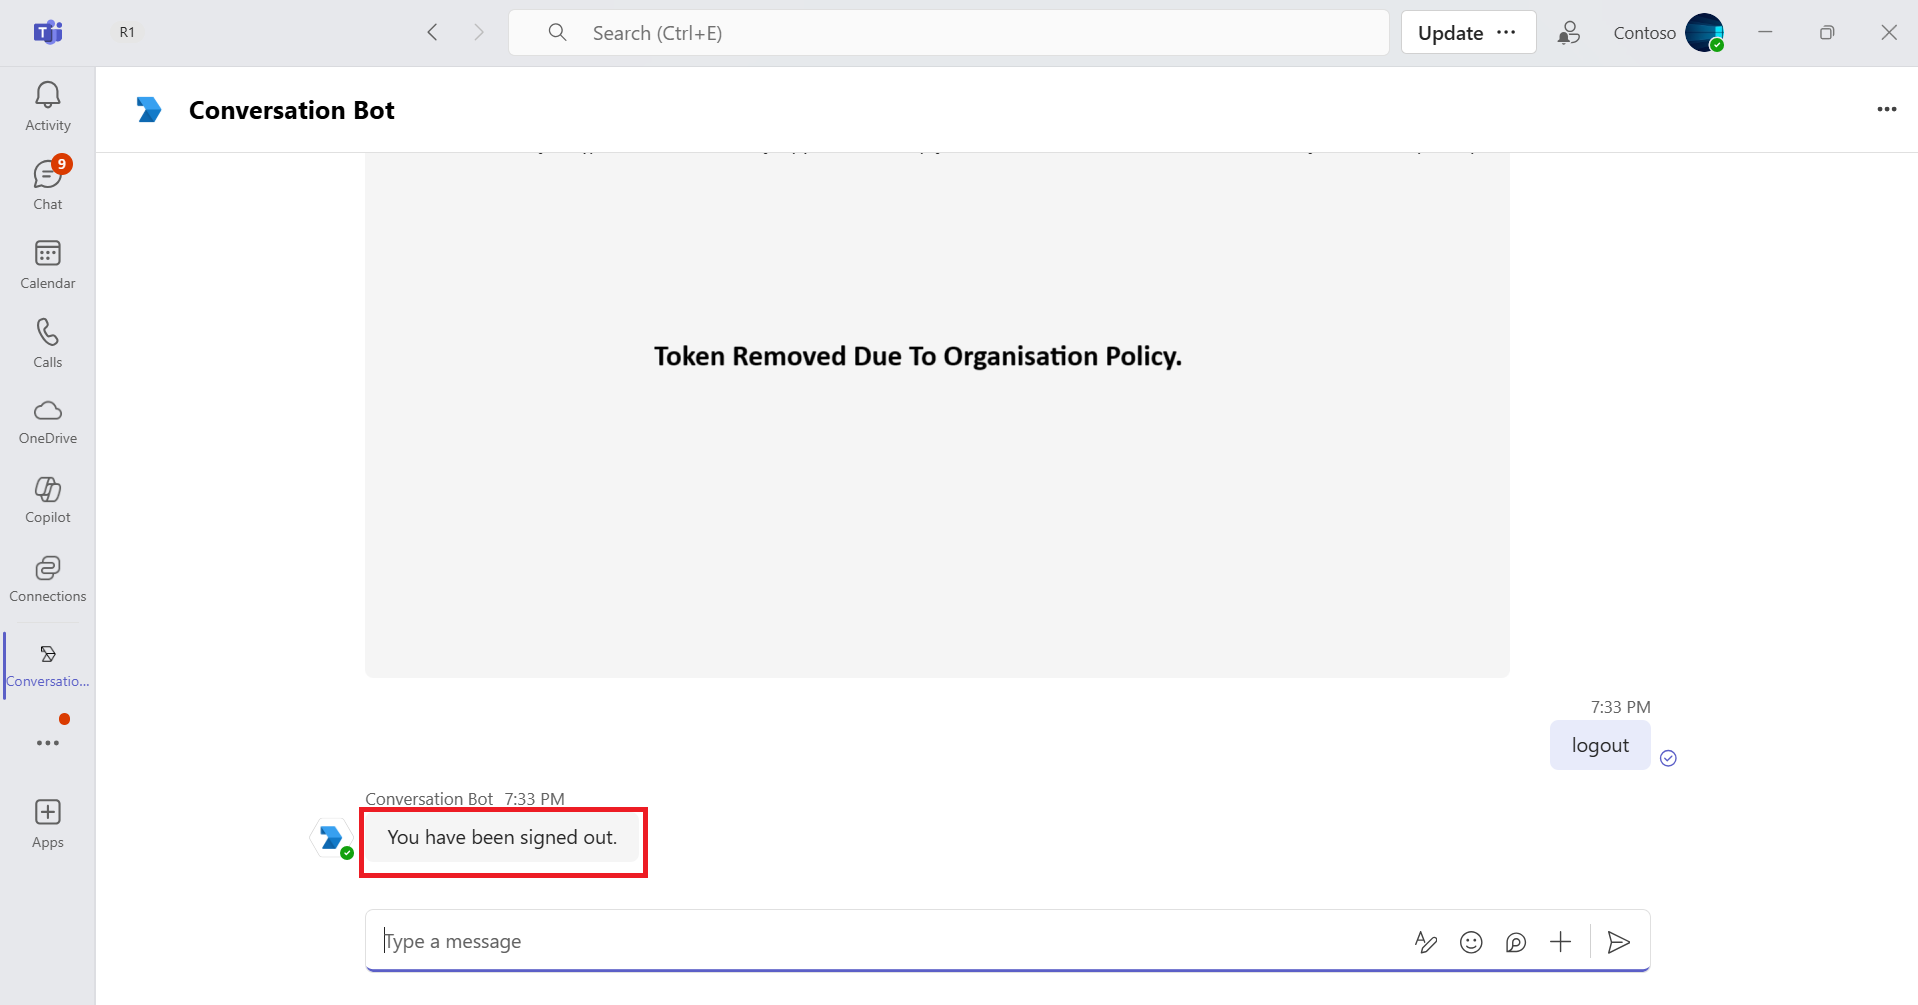 R1
Search (Ctrl+E)
Update ···
Contoso
Activity
9
Chat
Calendar
Calls
OneDrive
Copilot
Connections
Conversatio...
Apps
Conversation Bot
Token Removed Due To Organisation Policy.
7:33 PM
logout
Conversation Bot 7:33 PM
You have been signed out.
Type a message